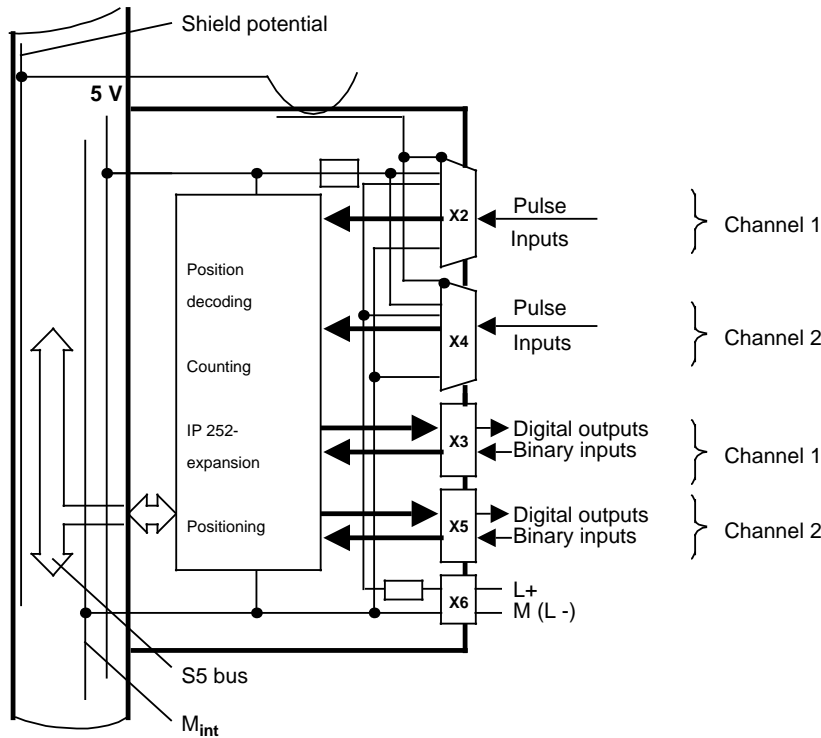 Shield potential
5 V
X2
Pulse
Inputs
Channel 1
Position
decoding
X4
Pulse
Inputs
Channel 2
Counting
IP 252-
expansion
X3
Digital outputs
Binary inputs
Channel 1
Positioning
X5
Digital outputs
Binary inputs
Channel 2
X6
L+
M (L -)
S5 bus
Mint